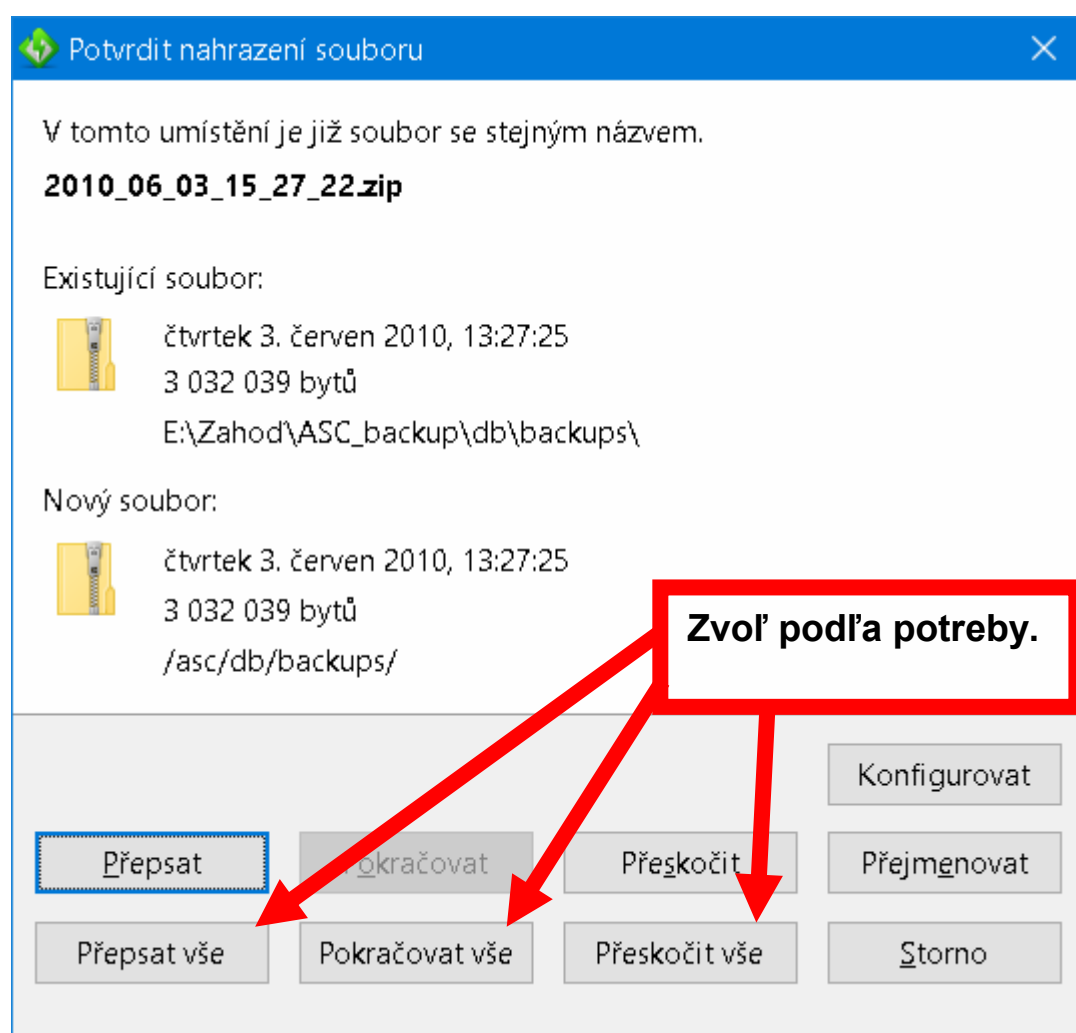 Potvrdit nahrazení souboru
V tomto umístění je již soubor se stejným názvem.
2010_06_03_15_27_22.zip
Existující soubor:
čtvrtek 3. červen 2010, 13:27:25
3 032 039 bytů
E:\Zahod\ASC_backup\db\backups\
Nový soubor:
čtvrtek 3. červen 2010, 13:27:25
3 032 039 bytů
/asc/db/backups/
Zvoľ podľa potreby.
Konfigurovat
Přepsat
Pokračovat
Přeskočit
Přejmenovat
Přepsat vše
Pokračovat vše
Přeskočit vše
Storno